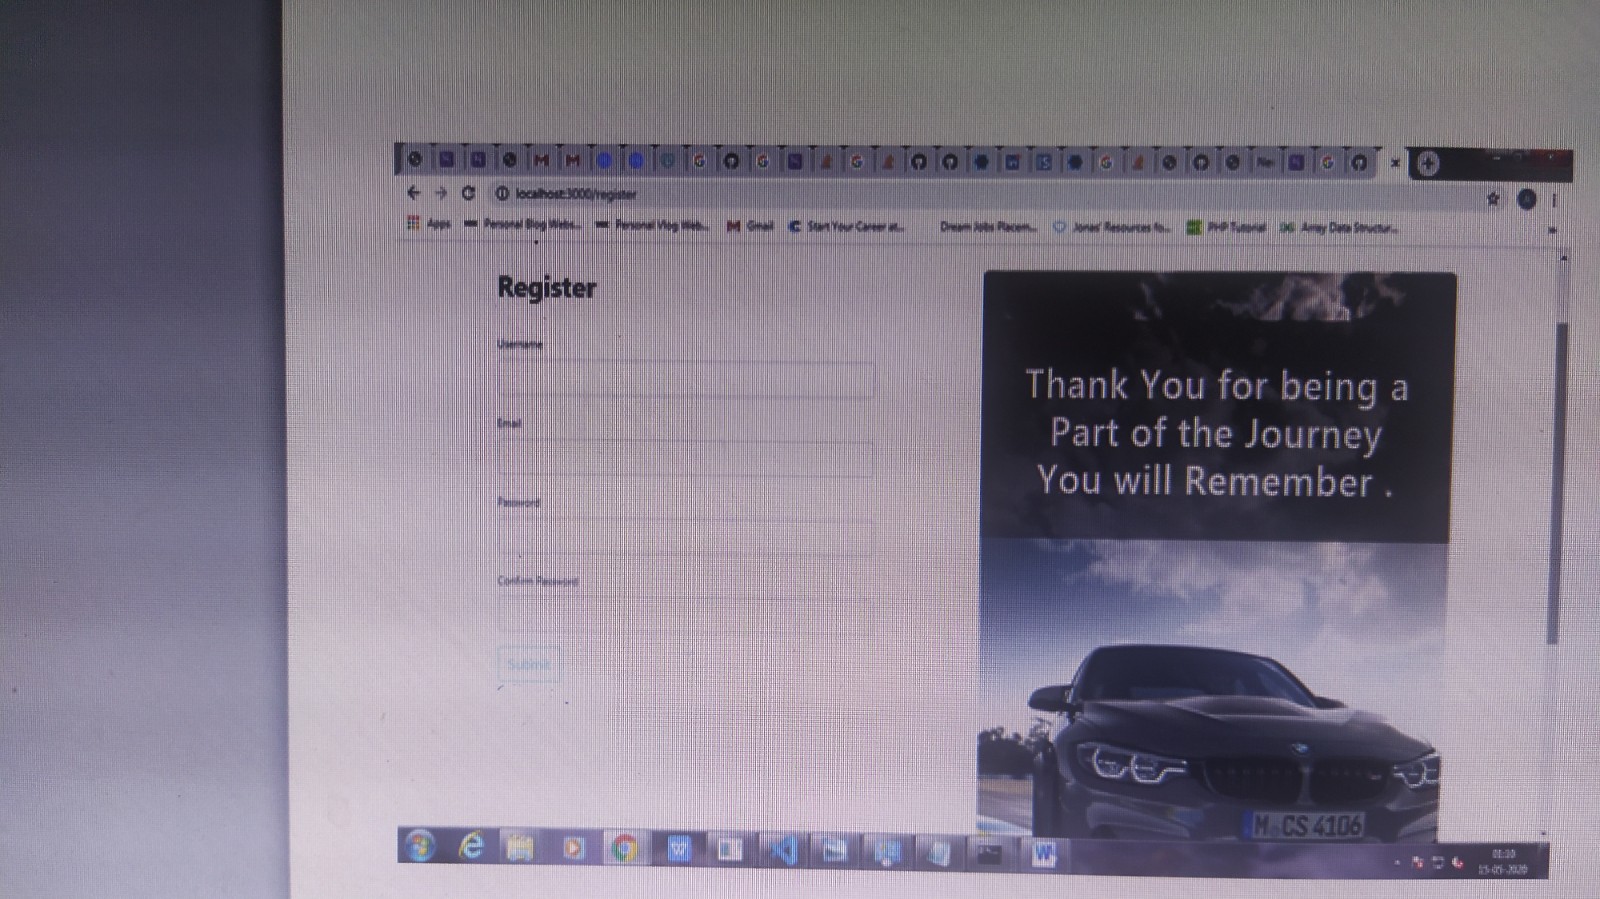 localhost:3000/register
Apps Personal Blog Webs... Personal Vlog Web... Gmail Start Your Career at... Dream Jobs Placem... Jonas' Resources fo... PHP Tutorial Array Data Structur...
Register
Username
Email
Password
Confirm Password
Submit
Thank You for being a
Part of the Journey
You will Remember .
M CS 4106
01:30
15-05-2020